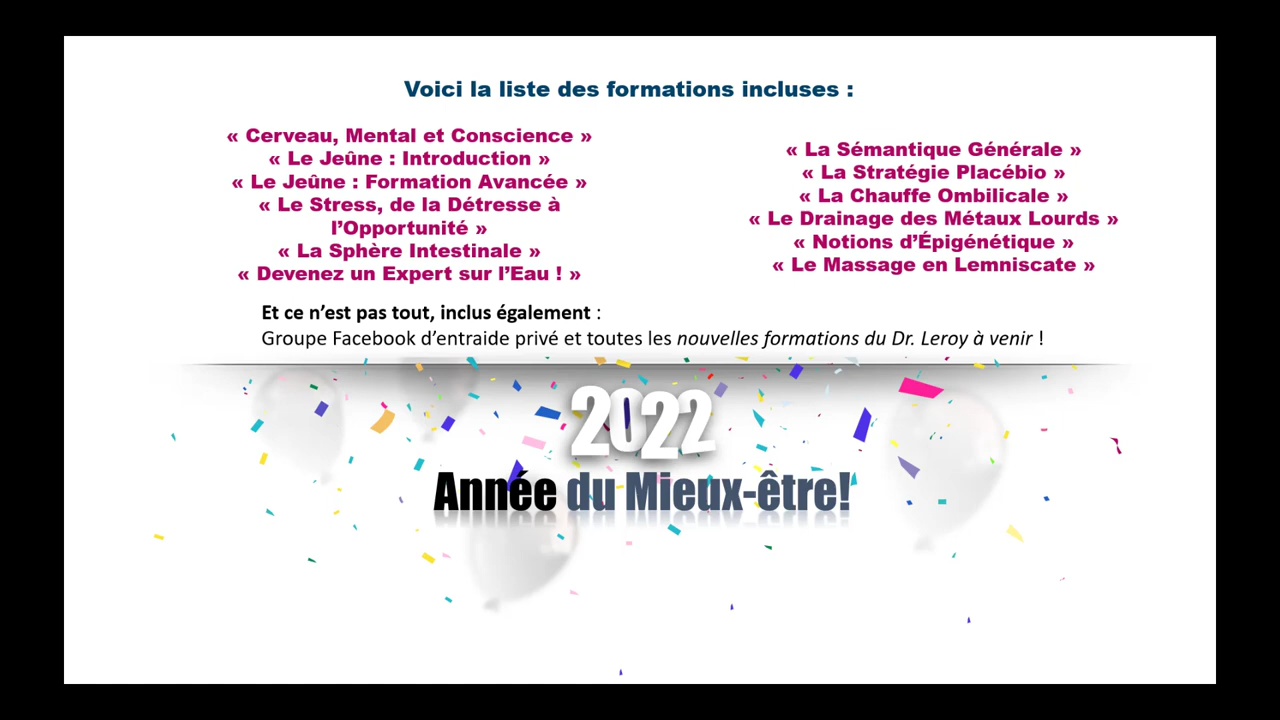 Voici la liste des formations incluses :
« Cerveau, Mental et Conscience »
« Le Jeûne : Introduction »
« Le Jeûne : Formation Avancée »
« Le Stress, de la Détresse à
l’Opportunité »
« La Sphère Intestinale »
« Devenez un Expert sur l’Eau ! »
« La Sémantique Générale »
« La Stratégie Placébio »
« La Chauffe Ombilicale »
« Le Drainage des Métaux Lourds »
« Notions d’Épigénétique »
« Le Massage en Lemniscate »
Et ce n’est pas tout, inclus également :
Groupe Facebook d’entraide privé et toutes les nouvelles formations du Dr. Leroy à venir !
2022
Année du Mieux-être!